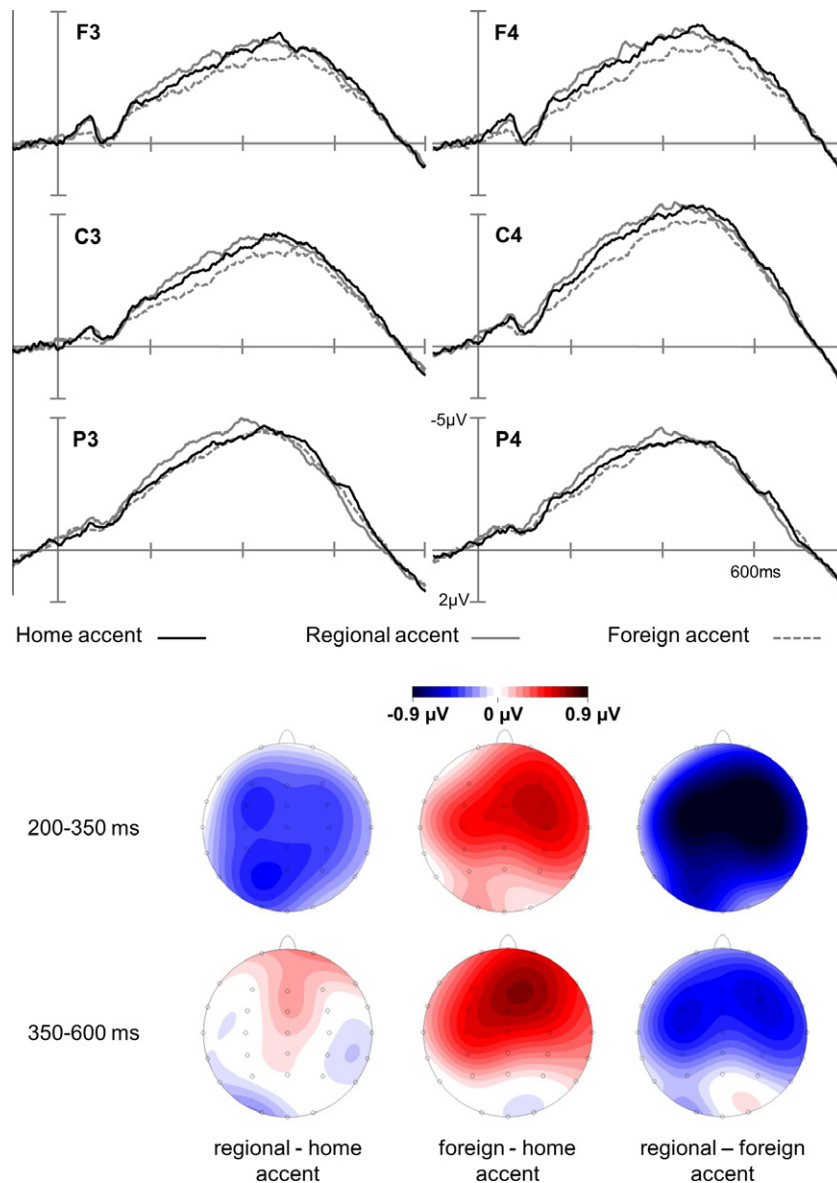 F3
F4
C3
C4
-5µV
P3
P4
600ms
2µV
Home accent
Regional accent
Foreign accent
-0.9 µV
0 µV
0.9 µV
200-350 ms
350-600 ms
regional - home
accent
foreign - home
accent
regional – foreign
accent